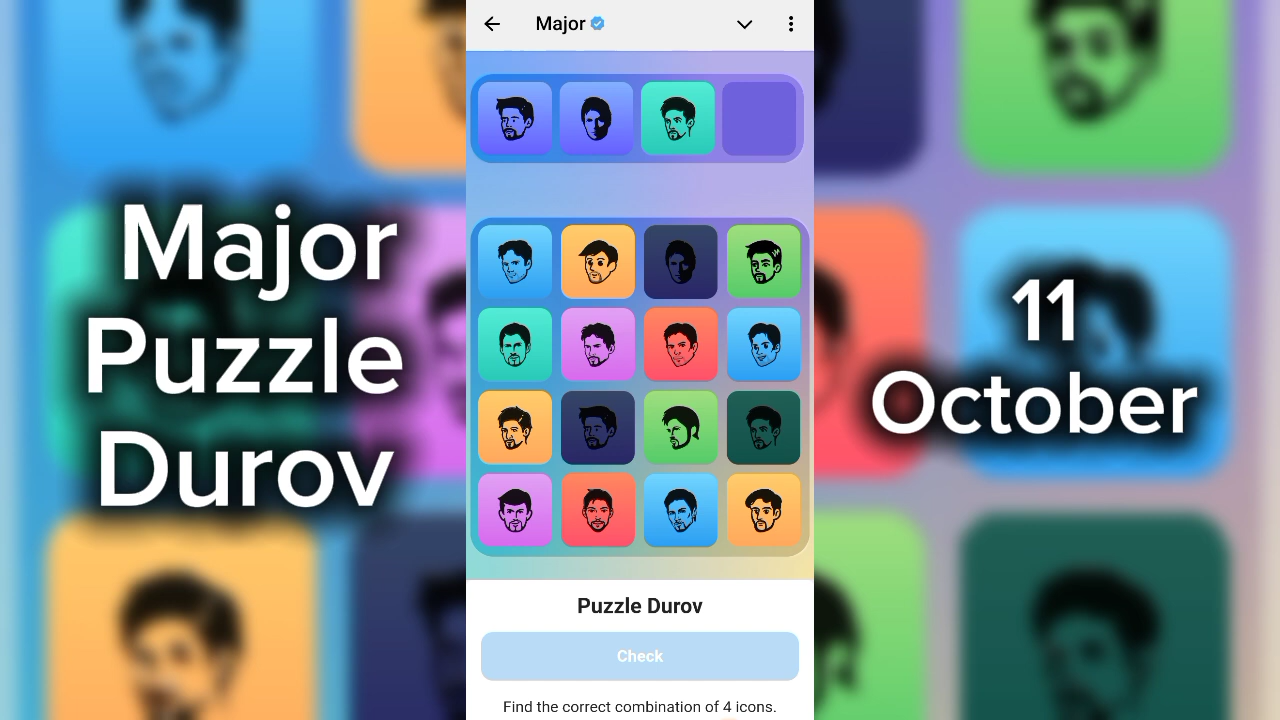 Major
Major
Puzzle
Durov
11
October
Puzzle Durov
Check
Find the correct combination of 4 icons.